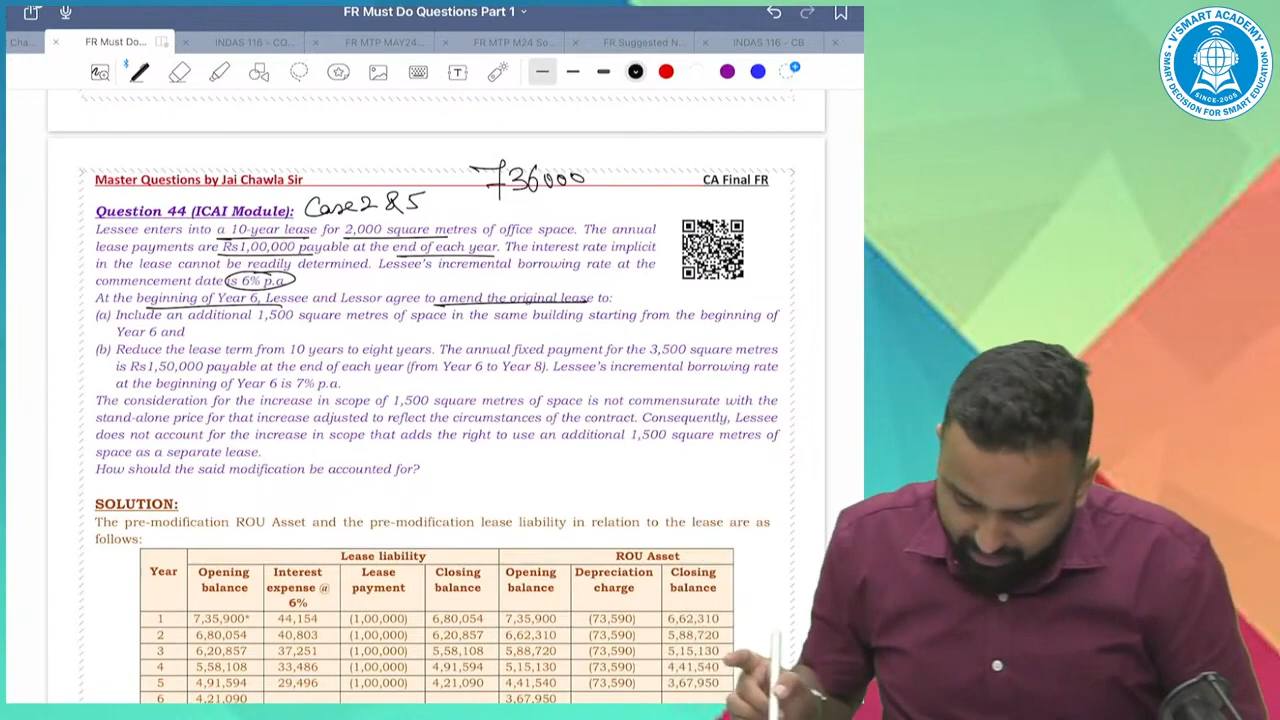 FR Must Do Questions Part 1
Cha...
FR Must Do...
INDAS 116 - CO...
FR MTP MAY24...
FR MTP M24 So...
FR Suggested N...
INDAS 116 - CB
V'SMART ACADEMY
SINCE-2008
SMART DECISION FOR SMART EDUCATION
736000
Master Questions by Jai Chawla Sir
CA Final FR
Question 44 (ICAI Module): Case 2 & 5
Lessee enters into a 10-year lease for 2,000 square metres of office space. The annual
lease payments are Rs1,00,000 payable at the end of each year. The interest rate implicit
in the lease cannot be readily determined. Lessee's incremental borrowing rate at the
commencement date is 6% p.a
At the beginning of Year 6, Lessee and Lessor agree to amend the original lease to:
(a) Include an additional 1,500 square metres of space in the same building starting from the beginning of
Year 6 and
(b) Reduce the lease term from 10 years to eight years. The annual fixed payment for the 3,500 square metres
is Rs1,50,000 payable at the end of each year (from Year 6 to Year 8). Lessee's incremental borrowing rate
at the beginning of Year 6 is 7% p.a.
The consideration for the increase in scope of 1,500 square metres of space is not commensurate with the
stand-alone price for that increase adjusted to reflect the circumstances of the contract. Consequently, Lessee
does not account for the increase in scope that adds the right to use an additional 1,500 square metres of
space as a separate lease.
How should the said modification be accounted for?
SOLUTION:
The pre-modification ROU Asset and the pre-modification lease liability in relation to the lease are as
follows:
Lease liability ROU Asset
Year Opening balance Interest expense @ 6% Lease payment Closing balance Opening balance Depreciation charge Closing balance
1 7,35,900* 44,154 (1,00,000) 6,80,054 7,35,900 (73,590) 6,62,310
2 6,80,054 40,803 (1,00,000) 6,20,857 6,62,310 (73,590) 5,88,720
3 6,20,857 37,251 (1,00,000) 5,58,108 5,88,720 (73,590) 5,15,130
4 5,58,108 33,486 (1,00,000) 4,91,594 5,15,130 (73,590) 4,41,540
5 4,91,594 29,496 (1,00,000) 4,21,090 4,41,540 (73,590) 3,67,950
6 4,21,090 3,67,950